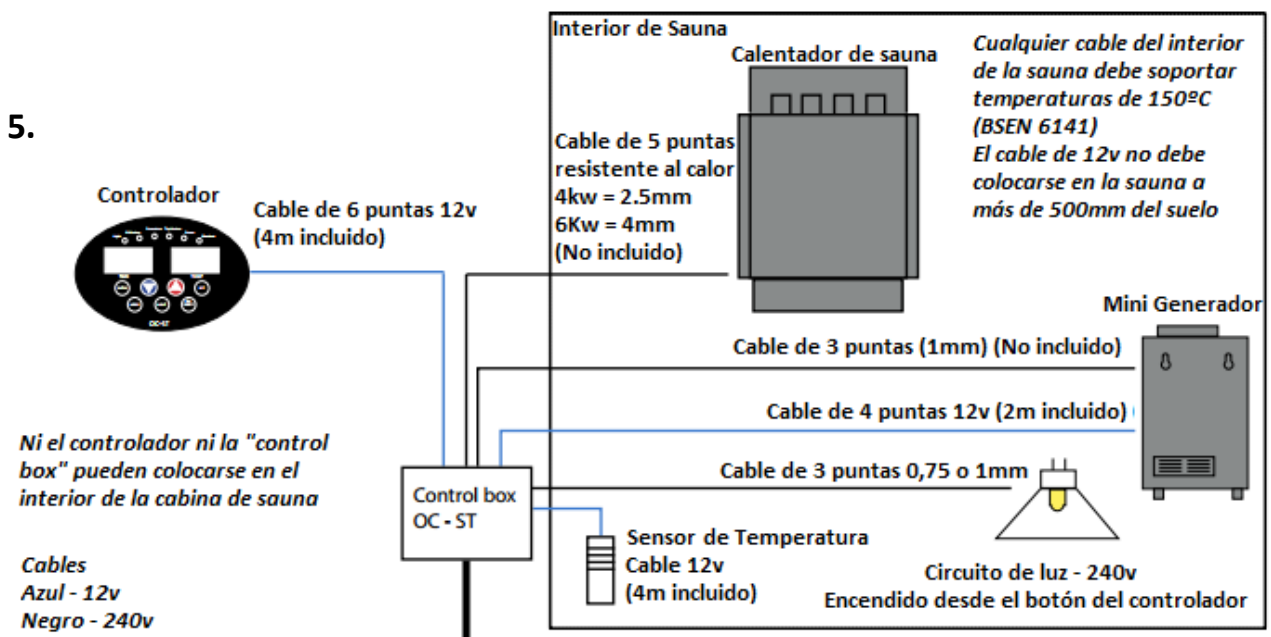 5.
Controlador
Cable de 6 puntas 12v
(4m incluido)
OC-ST
Interior de Sauna
Calentador de sauna
Cable de 5 puntas
resistente al calor
4kw = 2.5mm
6Kw = 4mm
(No incluido)
Cualquier cable del interior
de la sauna debe soportar
temperaturas de 150ºC
(BSEN 6141)
El cable de 12v no debe
colocarse en la sauna a
más de 500mm del suelo
Mini Generador
Cable de 3 puntas (1mm) (No incluido)
Cable de 4 puntas 12v (2m incluido)
Cable de 3 puntas 0,75 o 1mm
Ni el controlador ni la "control
box" pueden colocarse en el
interior de la cabina de sauna
Control box
OC - ST
Sensor de Temperatura
Cable 12v
(4m incluido)
Circuito de luz - 240v
Encendido desde el botón del controlador
Cables
Azul - 12v
Negro - 240v